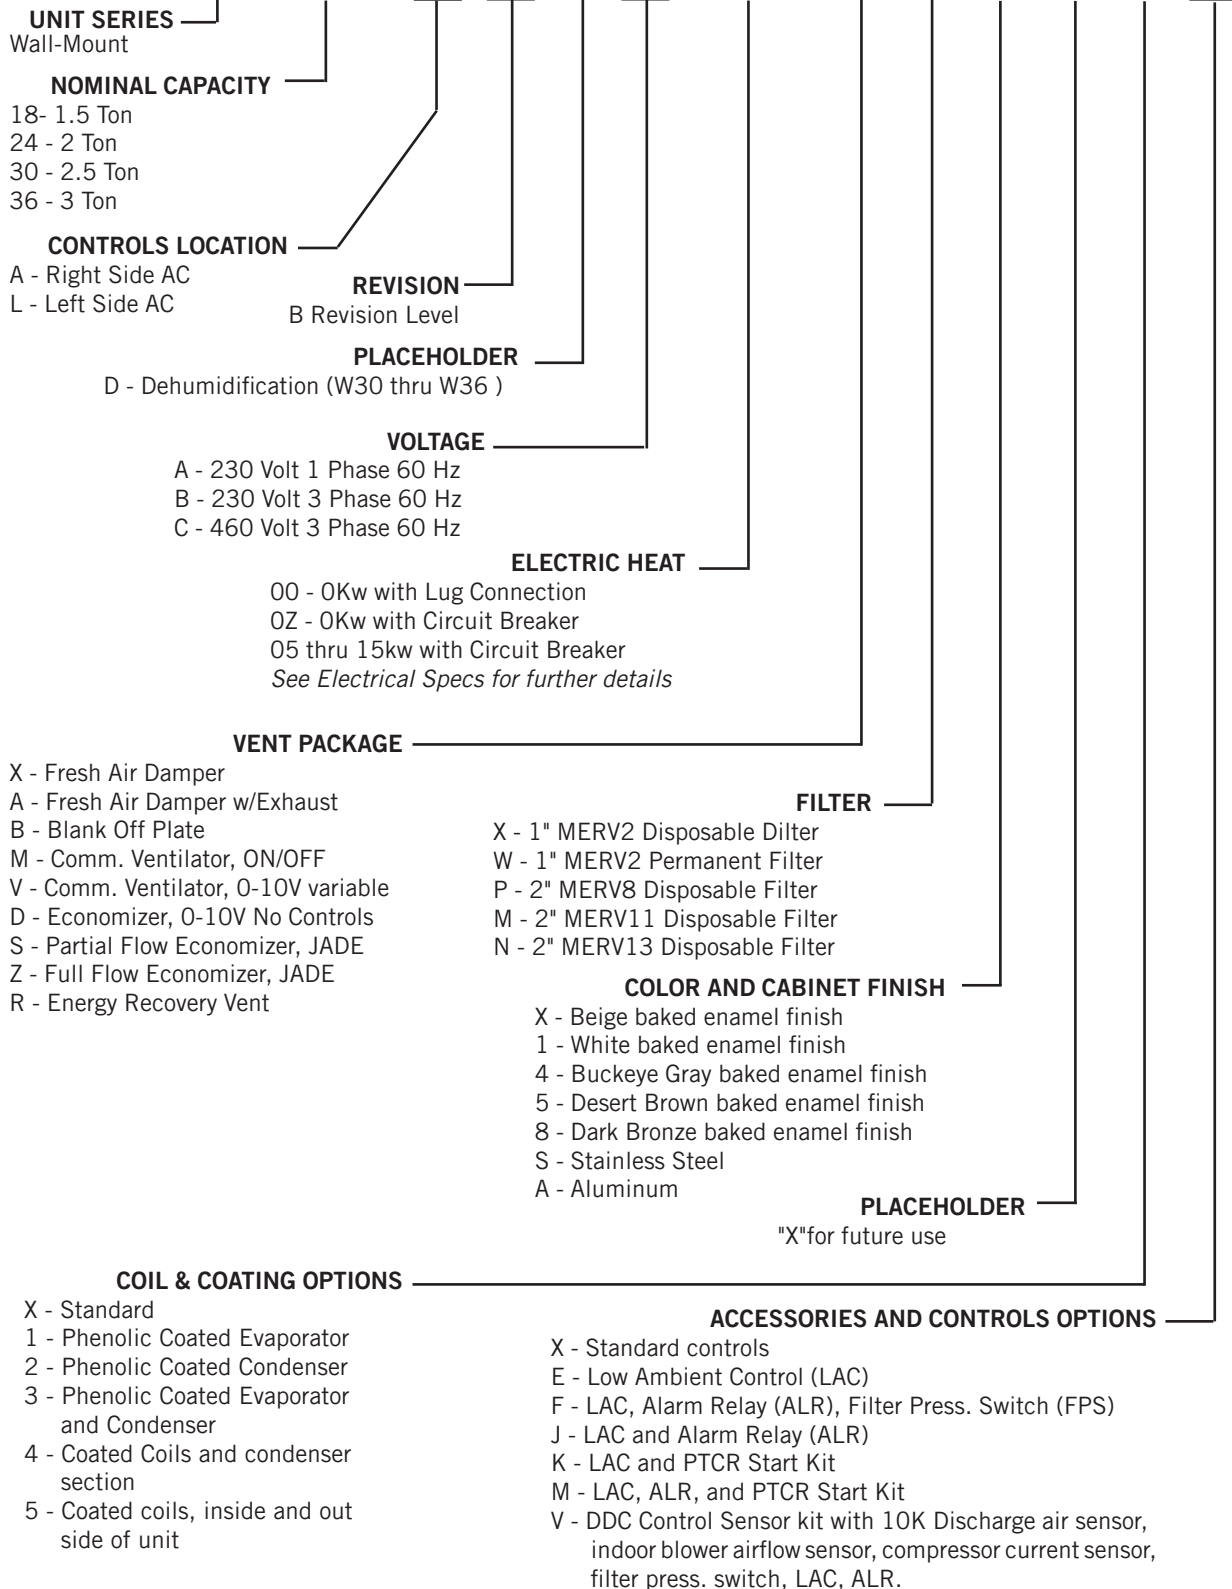 UNIT SERIES
Wall-Mount
NOMINAL CAPACITY
18- 1.5 Ton
24 - 2 Ton
30 - 2.5 Ton
36 - 3 Ton
CONTROLS LOCATION
A - Right Side AC
L - Left Side AC
REVISION
B Revision Level
PLACEHOLDER
D - Dehumidification (W30 thru W36 )
VOLTAGE
A - 230 Volt 1 Phase 60 Hz
B - 230 Volt 3 Phase 60 Hz
C - 460 Volt 3 Phase 60 Hz
ELECTRIC HEAT
00 - 0Kw with Lug Connection
0Z - 0Kw with Circuit Breaker
05 thru 15kw with Circuit Breaker
See Electrical Specs for further details
VENT PACKAGE
X - Fresh Air Damper
A - Fresh Air Damper w/Exhaust
B - Blank Off Plate
M - Comm. Ventilator, ON/OFF
V - Comm. Ventilator, 0-10V variable
D - Economizer, 0-10V No Controls
S - Partial Flow Economizer, JADE
Z - Full Flow Economizer, JADE
R - Energy Recovery Vent
FILTER
X - 1" MERV2 Disposable Dilter
W - 1" MERV2 Permanent Filter
P - 2" MERV8 Disposable Filter
M - 2" MERV11 Disposable Filter
N - 2" MERV13 Disposable Filter
COLOR AND CABINET FINISH
X - Beige baked enamel finish
1 - White baked enamel finish
4 - Buckeye Gray baked enamel finish
5 - Desert Brown baked enamel finish
8 - Dark Bronze baked enamel finish
S - Stainless Steel
A - Aluminum
PLACEHOLDER
"X"for future use
COIL & COATING OPTIONS
X - Standard
1 - Phenolic Coated Evaporator
2 - Phenolic Coated Condenser
3 - Phenolic Coated Evaporator
and Condenser
4 - Coated Coils and condenser
section
5 - Coated coils, inside and out
side of unit
ACCESSORIES AND CONTROLS OPTIONS
X - Standard controls
E - Low Ambient Control (LAC)
F - LAC, Alarm Relay (ALR), Filter Press. Switch (FPS)
J - LAC and Alarm Relay (ALR)
K - LAC and PTCR Start Kit
M - LAC, ALR, and PTCR Start Kit
V - DDC Control Sensor kit with 10K Discharge air sensor,
indoor blower airflow sensor, compressor current sensor,
filter press. switch, LAC, ALR.